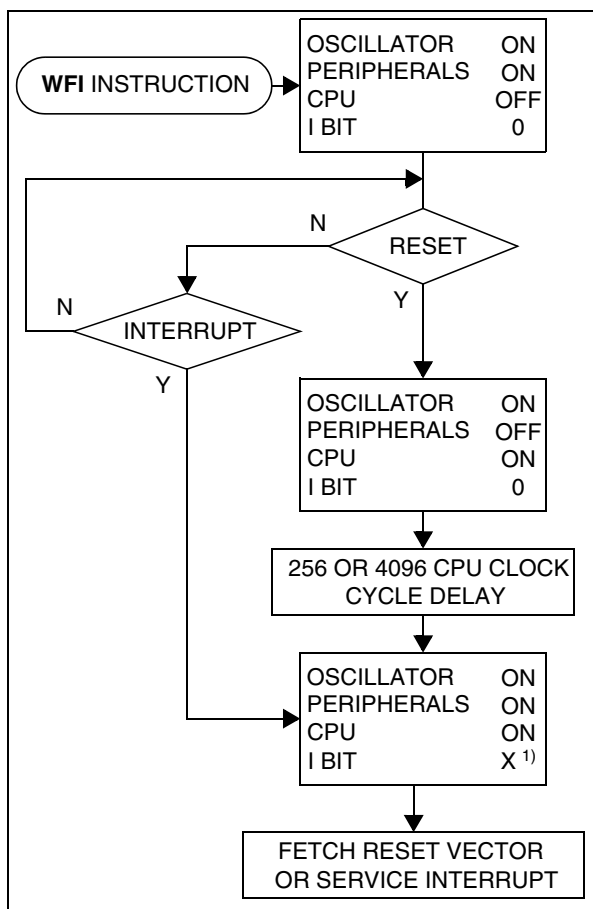 WFI INSTRUCTION
OSCILLATOR ON
PERIPHERALS ON
CPU OFF
I BIT 0
N
RESET
Y
N
INTERRUPT
Y
OSCILLATOR ON
PERIPHERALS OFF
CPU ON
I BIT 0
256 OR 4096 CPU CLOCK
CYCLE DELAY
OSCILLATOR ON
PERIPHERALS ON
CPU ON
I BIT X 1)
FETCH RESET VECTOR
OR SERVICE INTERRUPT